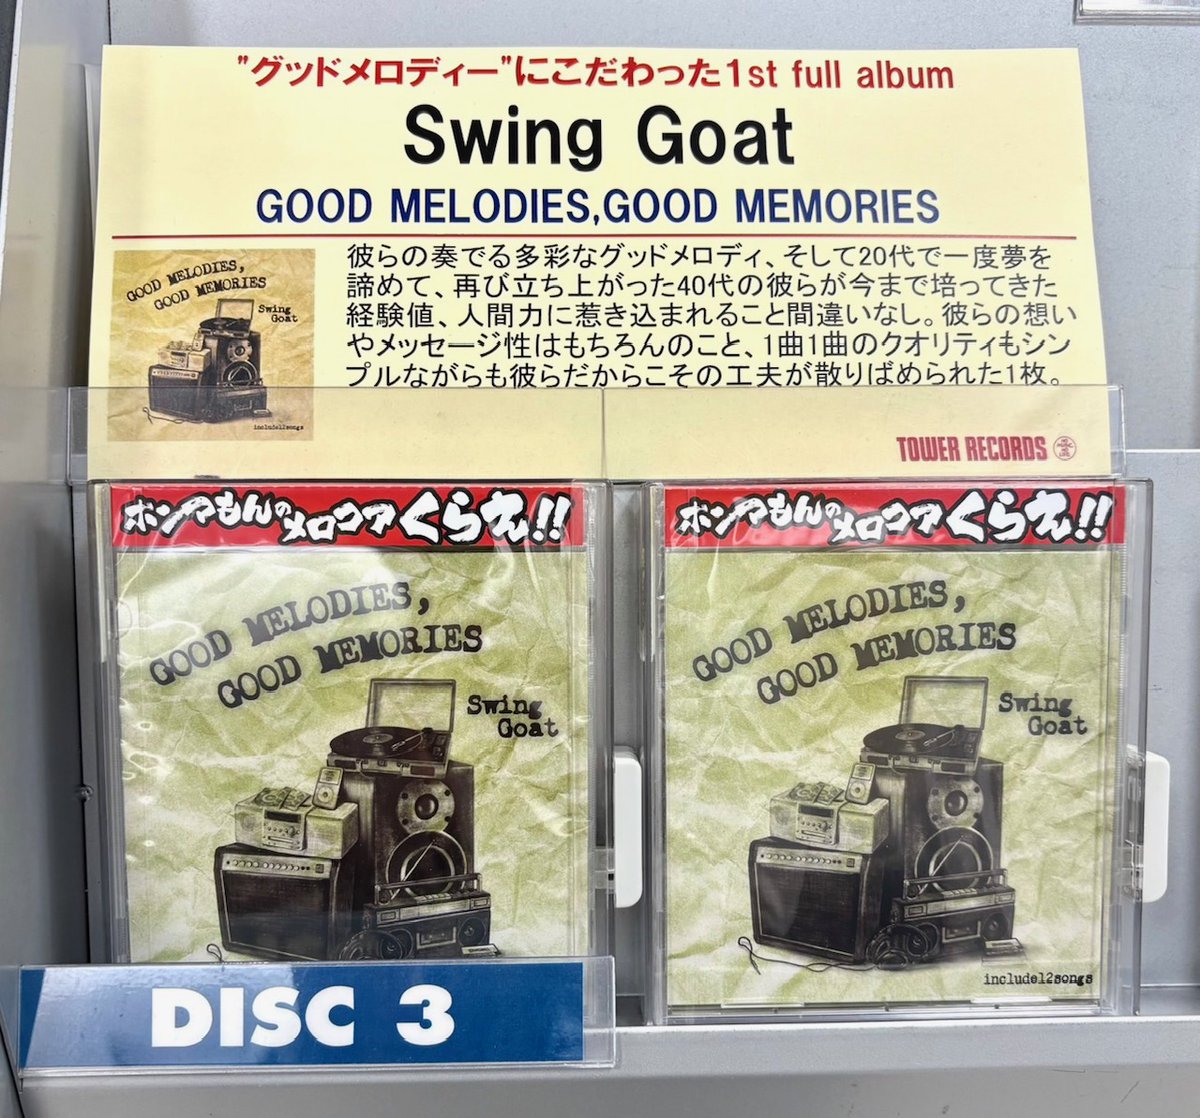 "グッドメロディー"にこだわった1st full album
Swing Goat
GOOD MELODIES,GOOD MEMORIES
彼らの奏でる多彩なグッドメロディ、そして20代で一度夢を
諦めて、再び立ち上がった40代の彼らが今まで培ってきた
経験値、人間力に惹き込まれること間違いなし。彼らの想い
やメッセージ性はもちろんのこと、1曲1曲のクオリティもシン
プルながらも彼らだからこその工夫が散りばめられた1枚。
GOOD MELODIES,
GOOD MEMORIES
Swing
Goat
include12songs
TOWER RECORDS
ホンマもんのメロコアくらえ!!
GOOD MELODIES,
GOOD MEMORIES
Swing
Goat
ホンマもんのメロコアくらえ!!
GOOD MELODIES,
GOOD MEMORIES
Swing
Goat
include12songs
DISC 3